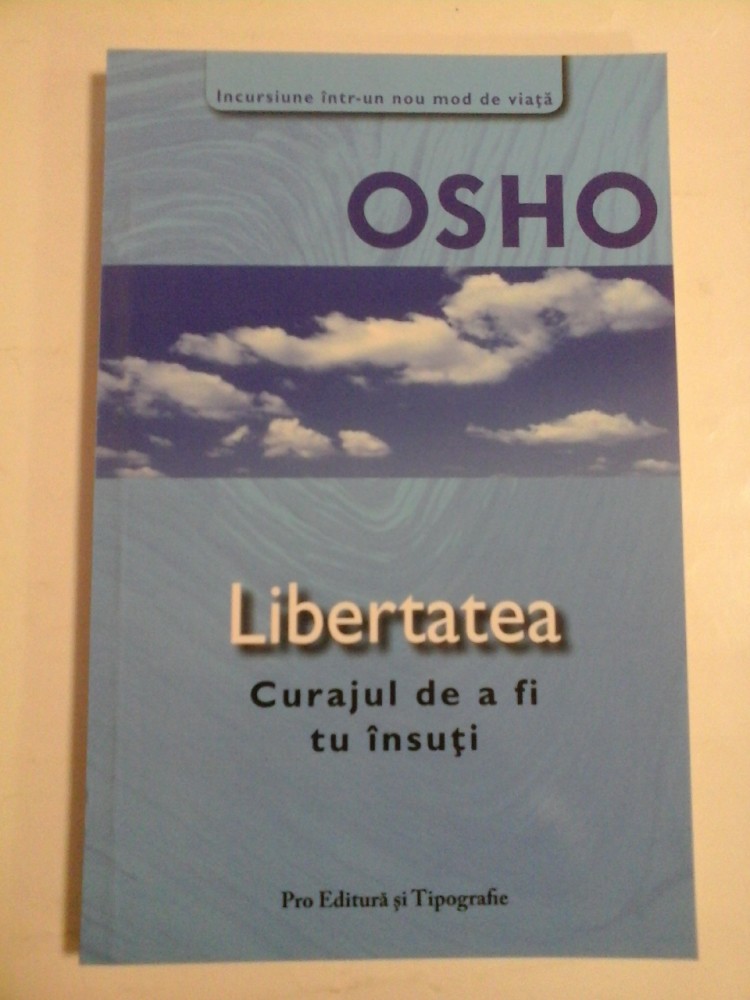 Incursiune într-un nou mod de viaţă
OSHO
Libertatea
Curajul de a fi
tu însuţi
Pro Editură şi Tipografie